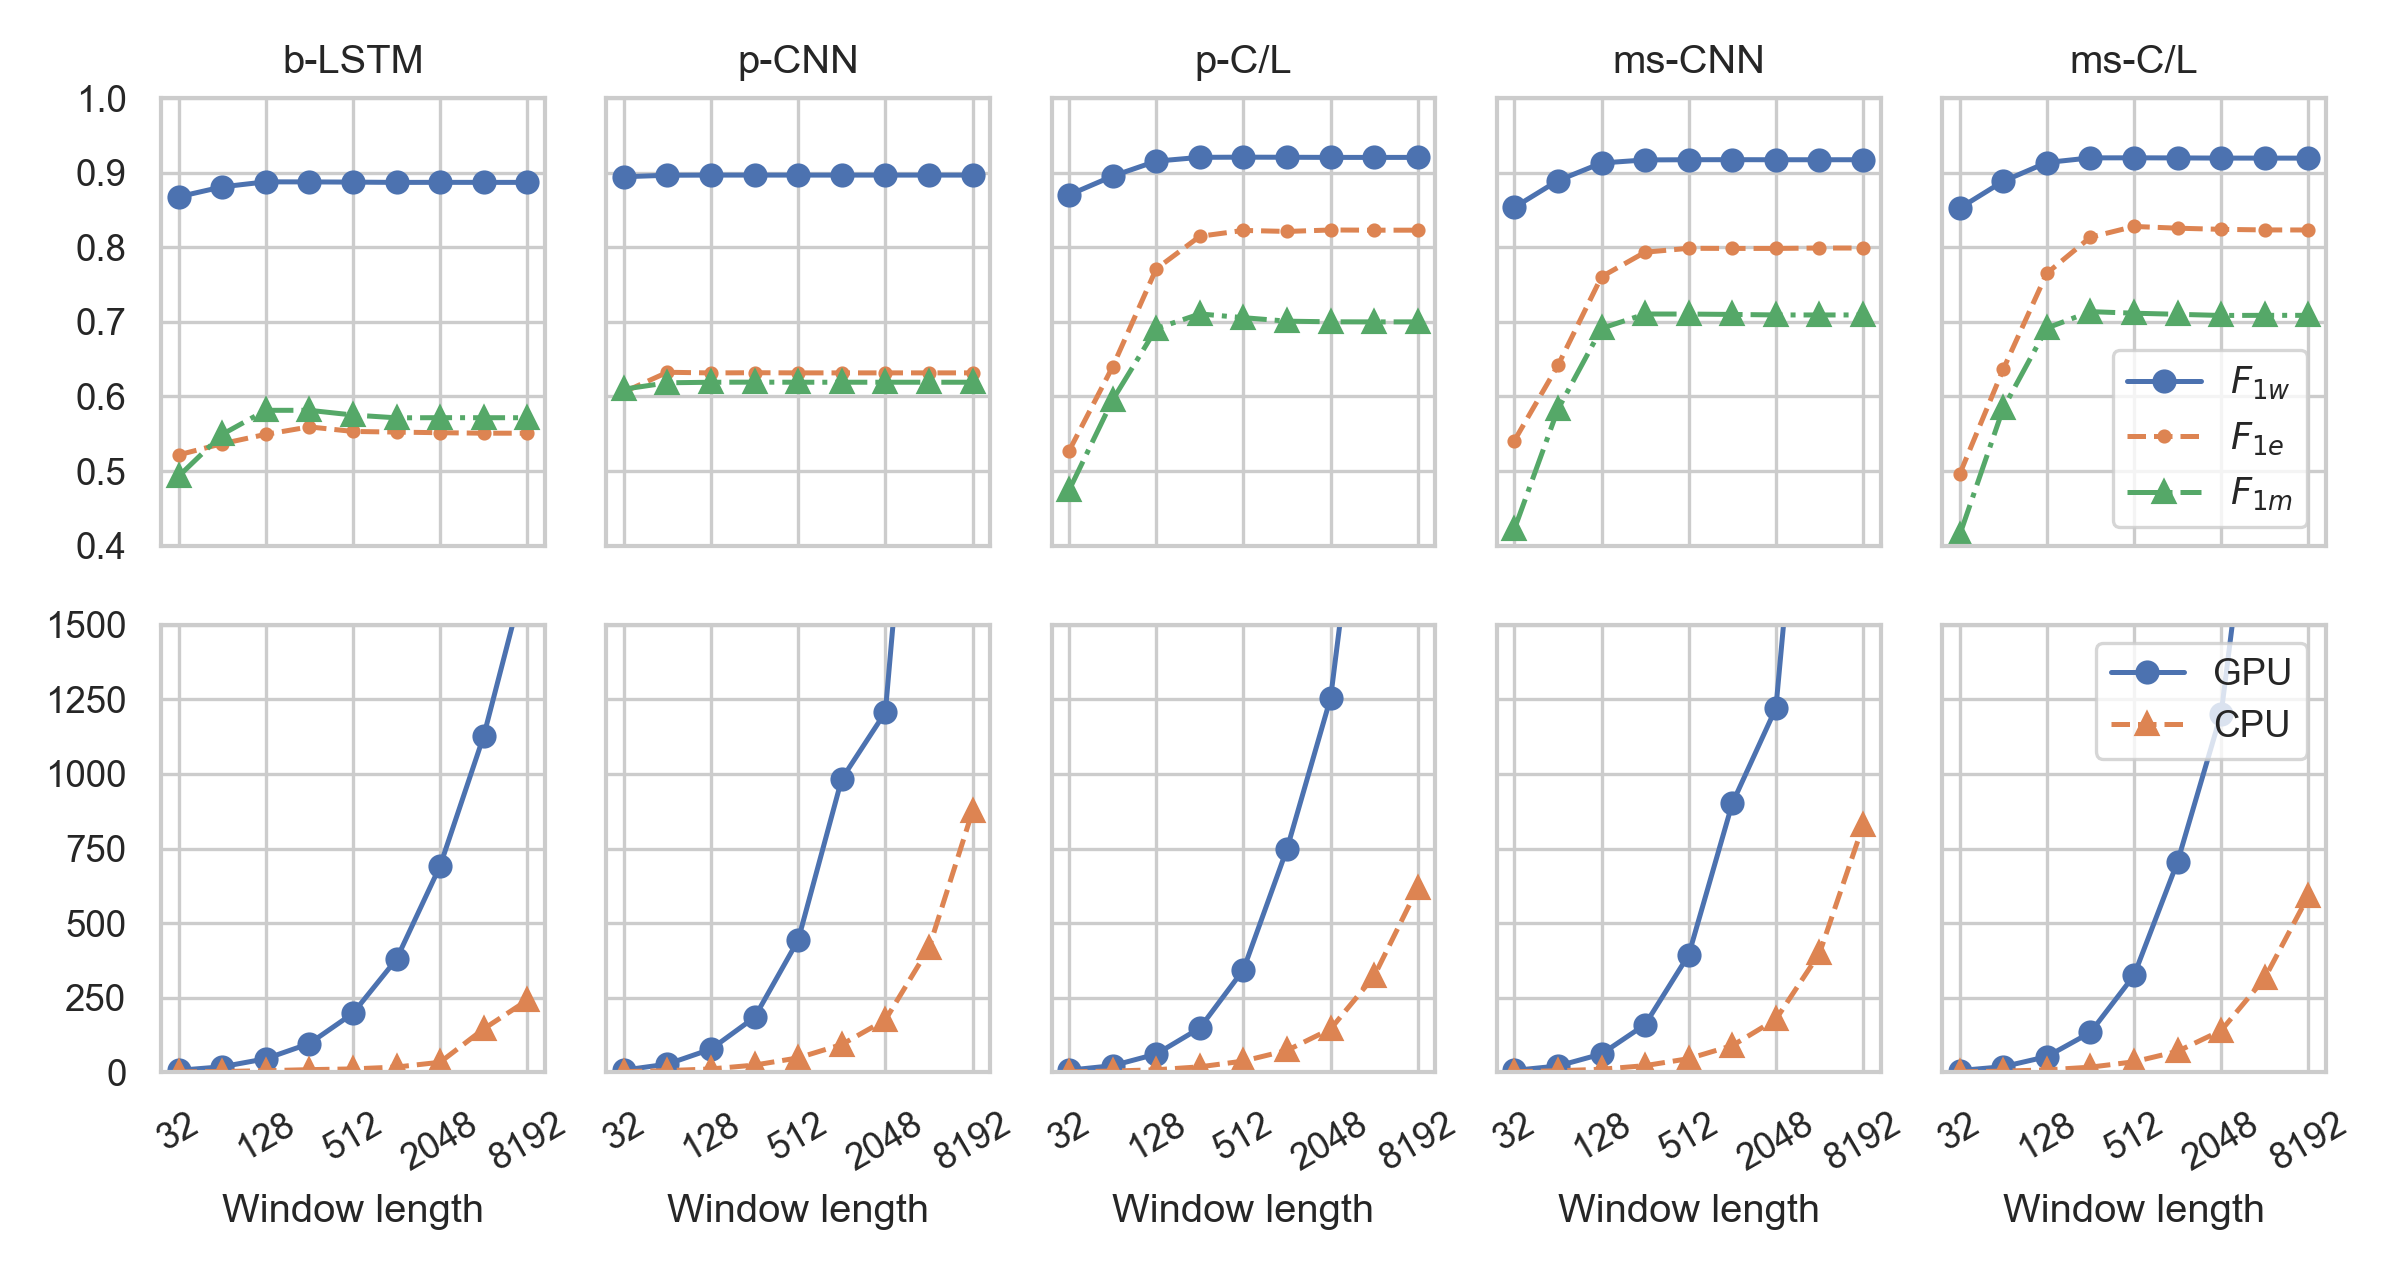 b-LSTM p-CNN p-C/L ms-CNN ms-C/L
1.0
0.9
0.8
0.7
0.6
0.5
0.4
F1w
F1e
F1m
1500
1250
1000
750
500
250
0
GPU
CPU
32 128 512 2048 8192 32 128 512 2048 8192 32 128 512 2048 8192 32 128 512 2048 8192 32 128 512 2048 8192
Window length Window length Window length Window length Window length